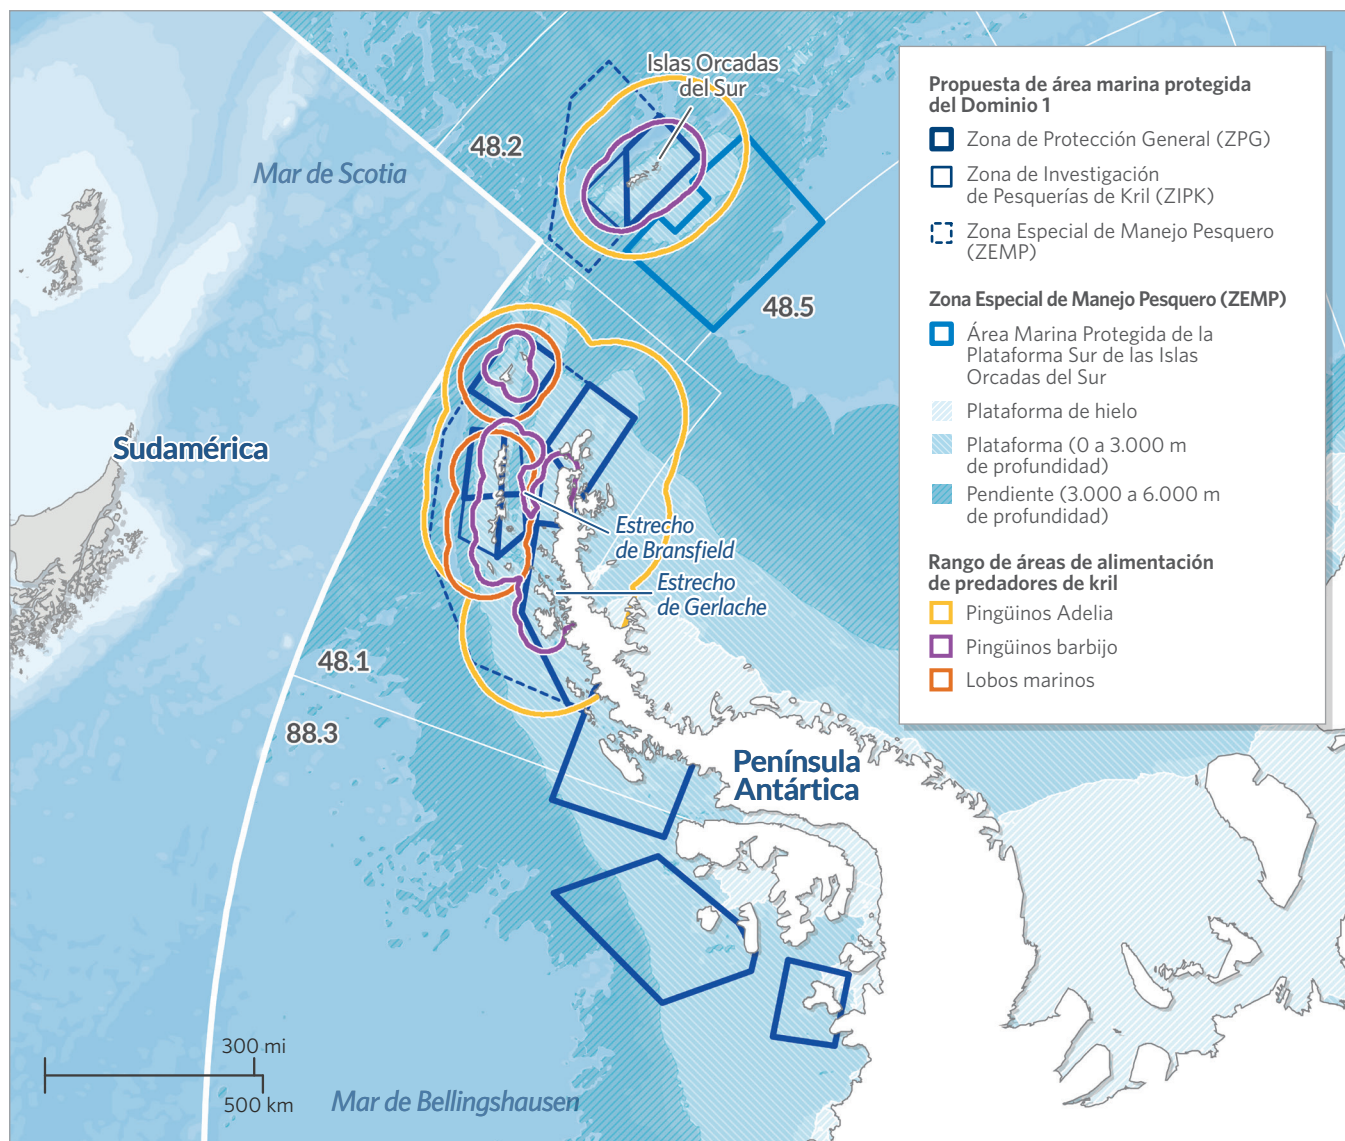 Islas Orcadas
del Sur
48.2
Mar de Scotia
48.5
Sudamérica
Estrecho
de Bransfield
Estrecho
de Gerlache
48.1
88.3
Península
Antártica
300 mi
500 km
Mar de Bellingshausen
Propuesta de área marina protegida
del Dominio 1
Zona de Protección General (ZPG)
Zona de Investigación
de Pesquerías de Kril (ZIPK)
Zona Especial de Manejo Pesquero
(ZEMP)
Zona Especial de Manejo Pesquero (ZEMP)
Área Marina Protegida de la
Plataforma Sur de las Islas
Orcadas del Sur
Plataforma de hielo
Plataforma (0 a 3.000 m
de profundidad)
Pendiente (3.000 a 6.000 m
de profundidad)
Rango de áreas de alimentación
de predadores de kril
Pingüinos Adelia
Pingüinos barbijo
Lobos marinos